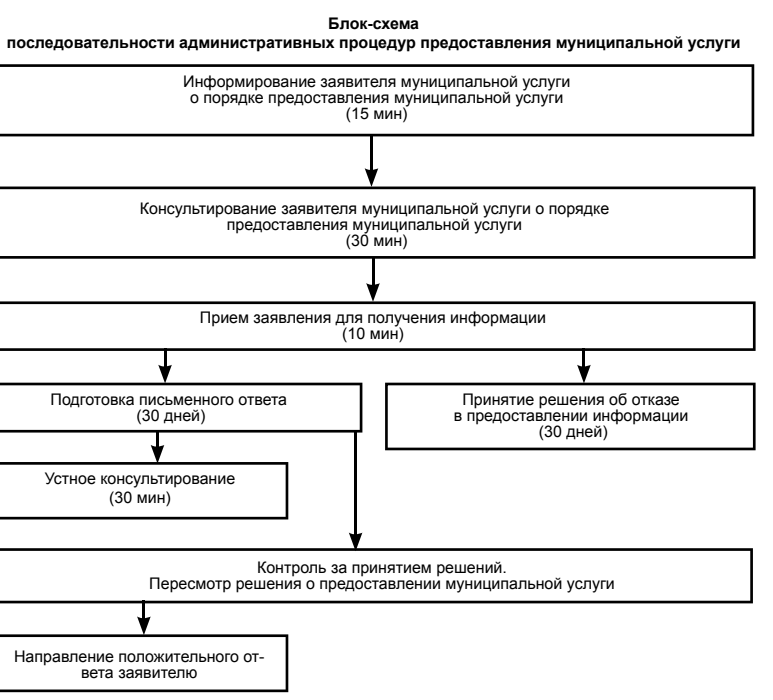 Блок-схема
последовательности административных процедур предоставления муниципальной услуги
Информирование заявителя муниципальной услуги
о порядке предоставления муниципальной услуги
(15 мин)
Консультирование заявителя муниципальной услуги о порядке
предоставления муниципальной услуги
(30 мин)
Прием заявления для получения информации
(10 мин)
Подготовка письменного ответа
(30 дней)
Принятие решения об отказе
в предоставлении информации
(30 дней)
Устное консультирование
(30 мин)
Контроль за принятием решений.
Пересмотр решения о предоставлении муниципальной услуги
Направление положительного от-
вета заявителю